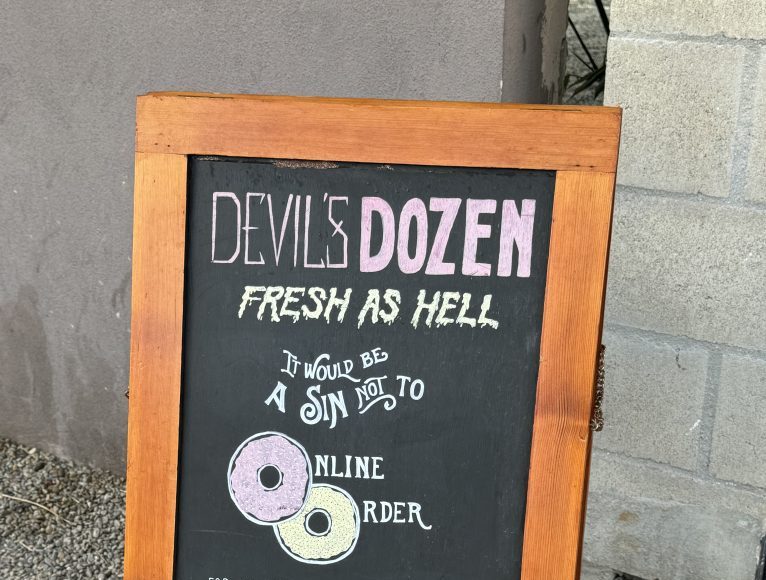 DEVIL'S DOZEN
FRESH AS HELL
IT WOULD BE
A SIN NOT TO
ONLINE
ORDER